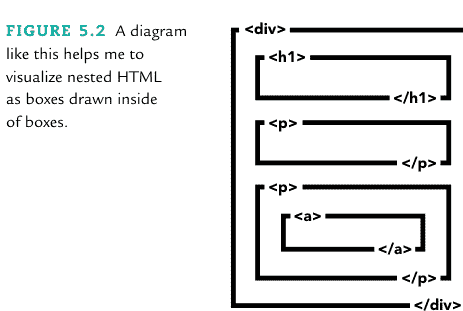 FIGURE 5.2 A diagram
like this helps me to
visualize nested HTML
as boxes drawn inside
of boxes.
<div>
<h1>
</h1>
<p>
</p>
<p>
<a>
</a>
</p>
</div>